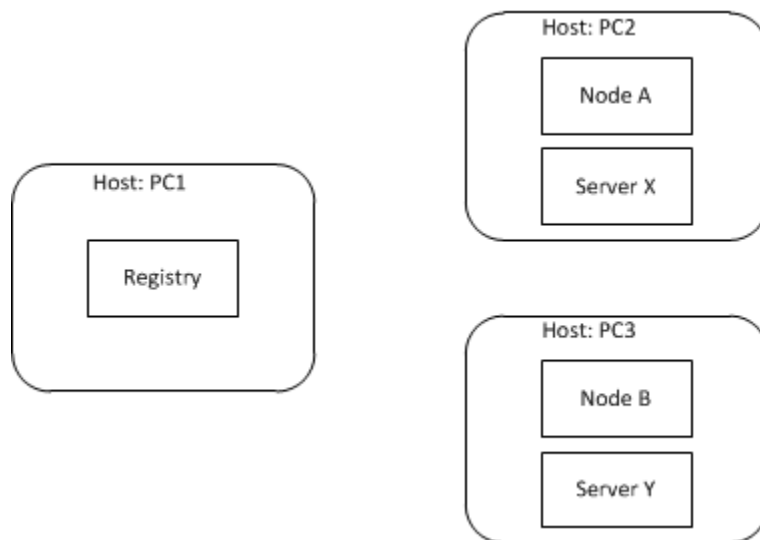 Host: PC1
Registry
Host: PC2
Node A
Server X
Host: PC3
Node B
Server Y